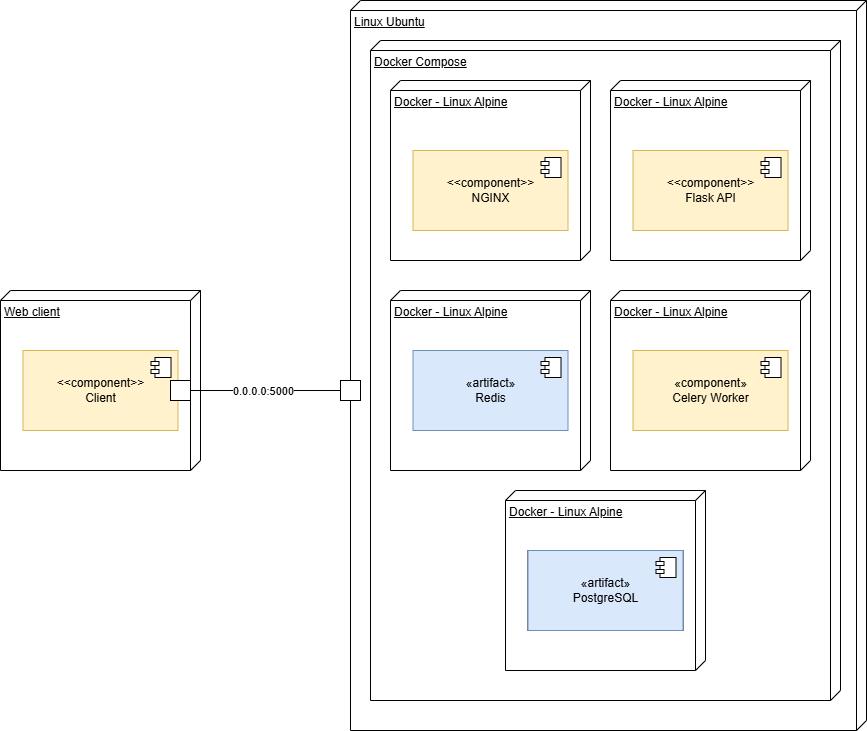 Linux Ubuntu
Docker Compose
Docker - Linux Alpine
<<component>>
NGINX
Docker - Linux Alpine
<<component>>
Flask API
Web client
<<component>>
Client
0.0.0.0:5000
Docker - Linux Alpine
«artifact»
Redis
Docker - Linux Alpine
«component»
Celery Worker
Docker - Linux Alpine
«artifact»
PostgreSQL